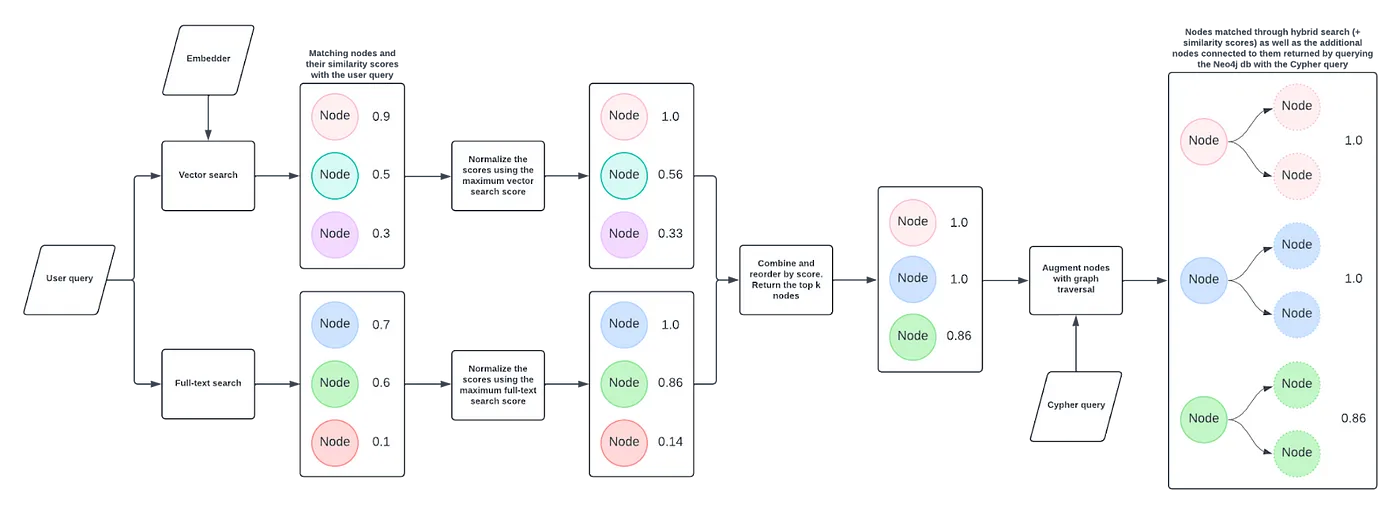 Embedder
Vector search
User query
Full-text search
Matching nodes and
their similarity scores
with the user query
Node 0.9
Node 0.5
Node 0.3
Node 0.7
Node 0.6
Node 0.1
Normalize the
scores using the
maximum vector
search score
Normalize the
scores using the
maximum full-text
search score
Node 1.0
Node 0.56
Node 0.33
Node 1.0
Node 0.86
Node 0.14
Combine and
reorder by score.
Return the top k
nodes
Node 1.0
Node 1.0
Node 0.86
Augment nodes
with graph
traversal
Cypher query
Nodes matched through hybrid search (+
similarity scores) as well as the additional
nodes connected to them returned by querying
the Neo4j db with the Cypher query
Node
Node 1.0
Node
Node
Node 1.0
Node
Node
Node 0.86
Node